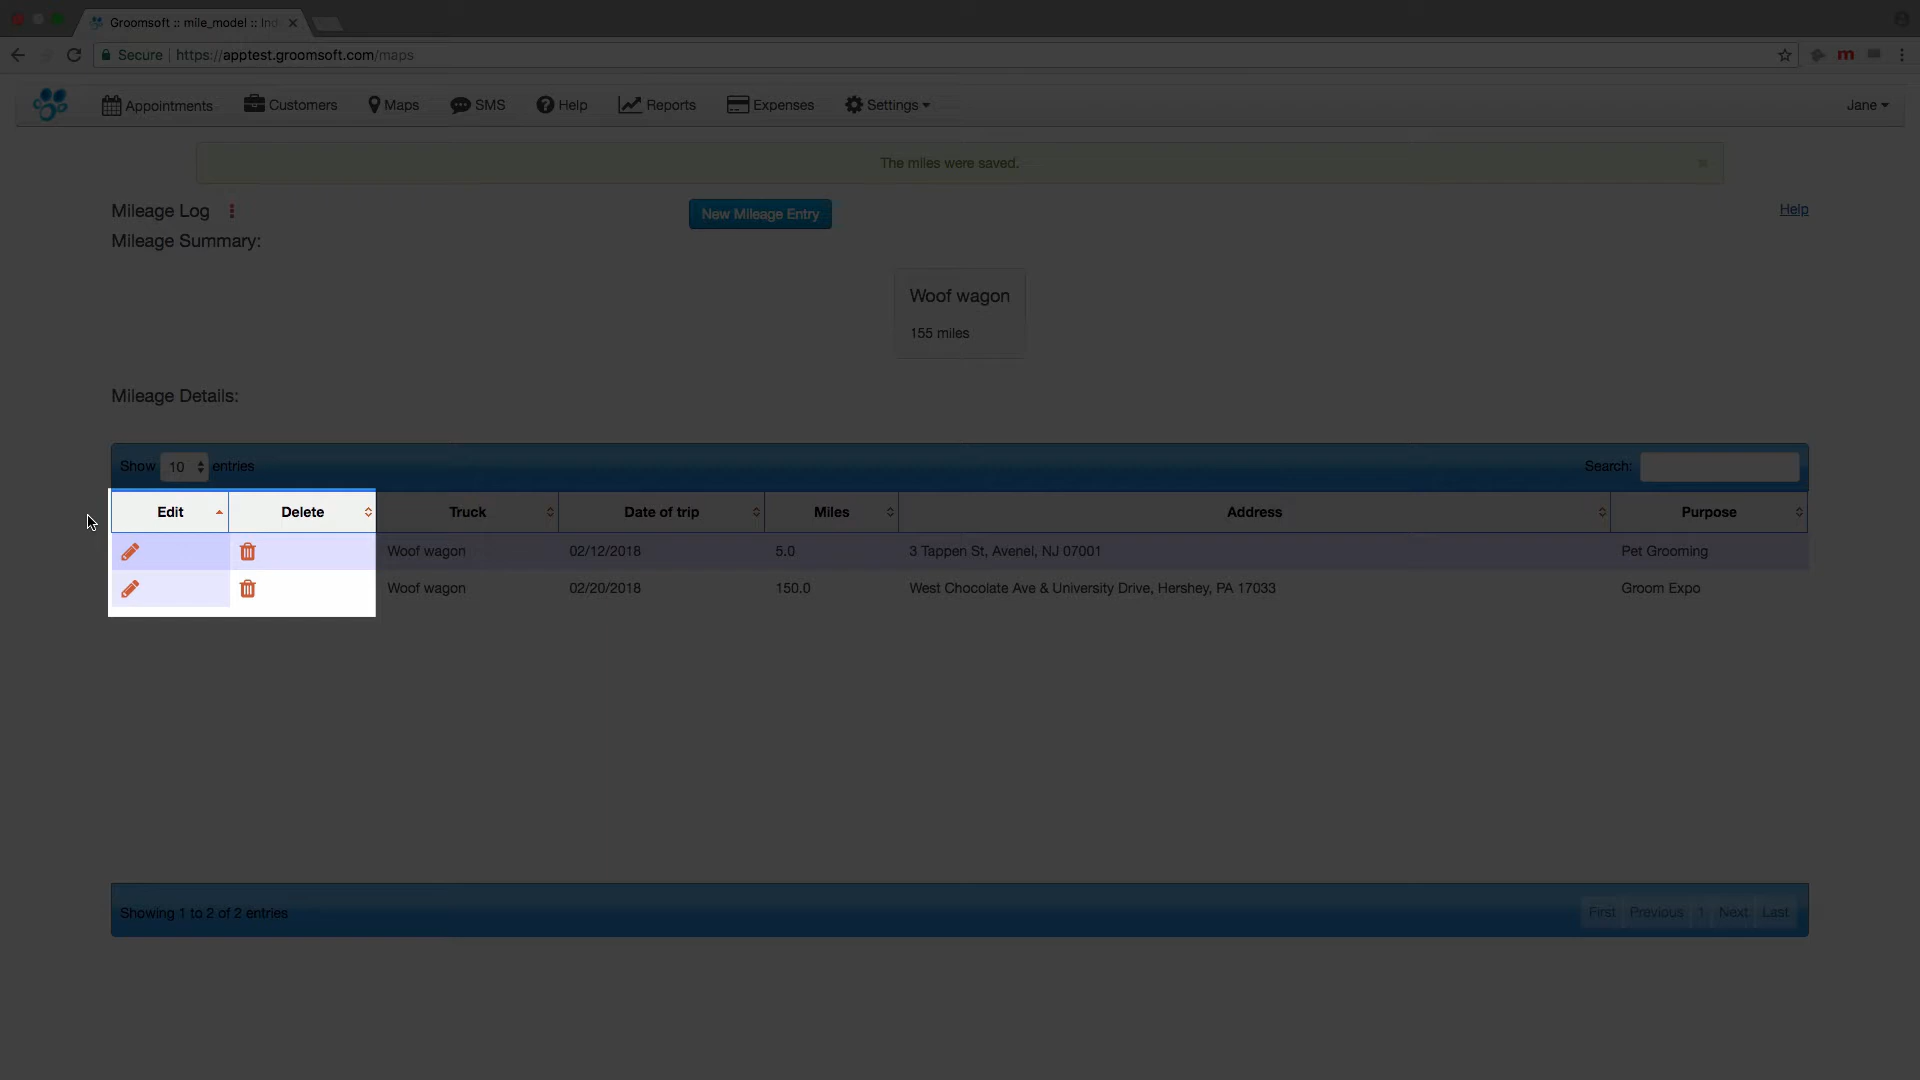 Groomsoft :: mile_model :: Ind
Secure https://apptest.groomsoft.com/maps
m
Appointments Customers Maps SMS Help Reports Expenses Settings Jane
The miles were saved.
Mileage Log New Mileage Entry Help
Mileage Summary:
Woof wagon
155 miles
Mileage Details:
Show 10 entries Search:
Edit Delete Truck Date of trip Miles Address Purpose
Woof wagon 02/12/2018 5.0 3 Tappen St, Avenel, NJ 07001 Pet Grooming
Woof wagon 02/20/2018 150.0 West Chocolate Ave & University Drive, Hershey, PA 17033 Groom Expo
Showing 1 to 2 of 2 entries First Previous 1 Next Last